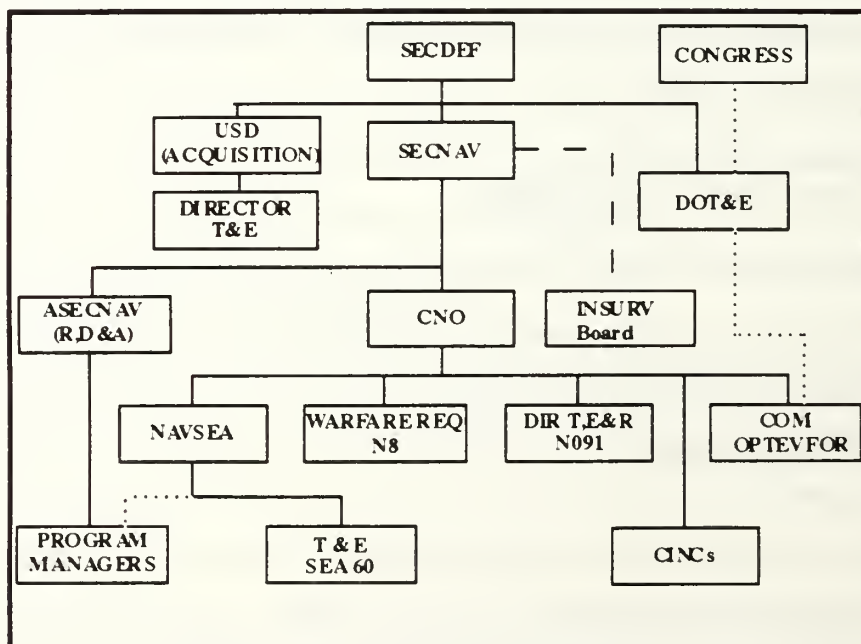 SECDEF
CONGRESS
USD
(ACQUISITION)
SECNAV
DIRECTOR
T&E
DOT&E
ASECNAV
(R,D&A)
CNO
INSURV
Board
NAVSEA
WARFARE REQ
N8
DIR T,E&R
N091
COM
OPTEVFOR
PROGRAM
MANAGERS
T & E
SEA 60
CINCs